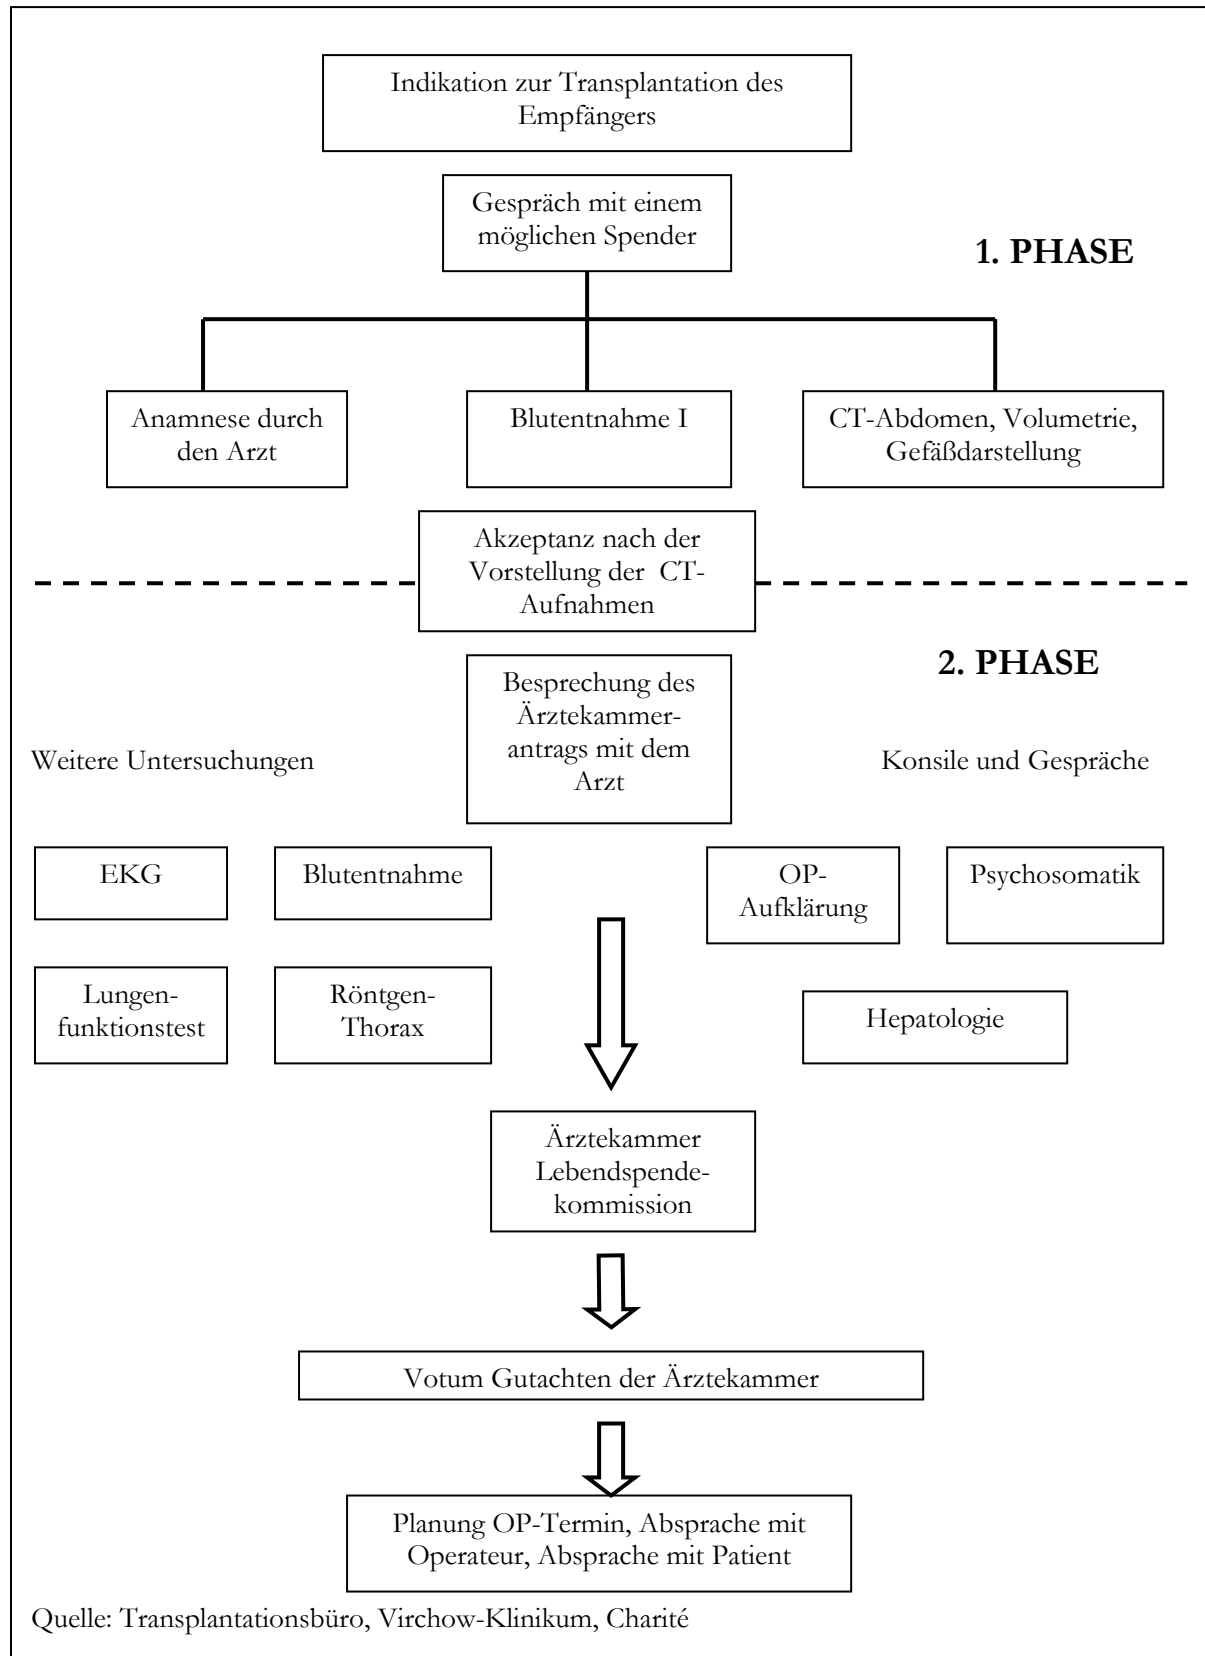 Indikation zur Transplantation des
Empfängers
Gespräch mit einem
möglichen Spender
1. PHASE
Anamnese durch
den Arzt
Blutentnahme I
CT-Abdomen, Volumetrie,
Gefäßdarstellung
Akzeptanz nach der
Vorstellung der CT-
Aufnahmen
2. PHASE
Besprechung des
Ärztekammer-
antrags mit dem
Arzt
Weitere Untersuchungen
Konsile und Gespräche
EKG
Blutentnahme
OP-
Aufklärung
Psychosomatik
Lungen-
funktionstest
Röntgen-
Thorax
Hepatologie
Ärztekammer
Lebendspende-
kommission
Votum Gutachten der Ärztekammer
Planung OP-Termin, Absprache mit
Operateur, Absprache mit Patient
Quelle: Transplantationsbüro, Virchow-Klinikum, Charité